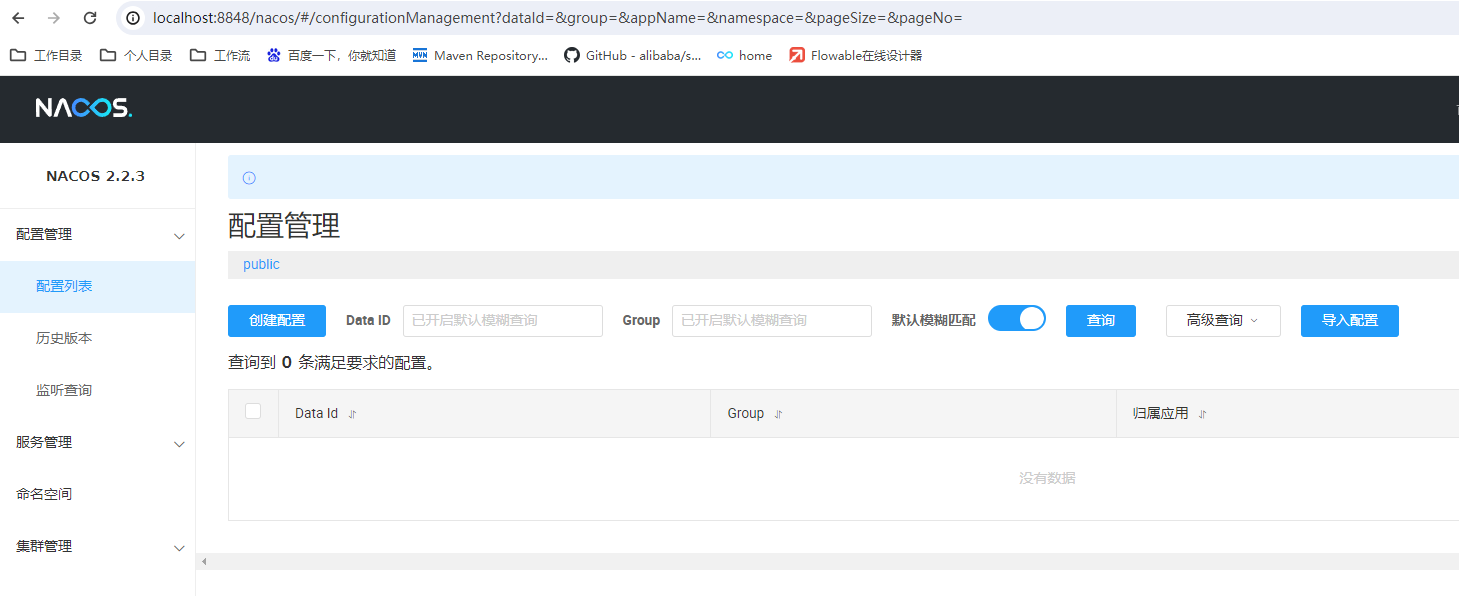 localhost:8848/nacos/#/configurationManagement?dataId=&group=&appName=&namespace=&pageSize=&pageNo=
工作目录 个人目录 工作流 百度一下，你就知道 Maven Repository... GitHub - alibaba/s... home Flowable在线设计器
NACOS.
NACOS 2.2.3
配置管理
配置列表
历史版本
监听查询
服务管理
命名空间
集群管理
配置管理
public
创建配置 Data ID 已开启默认模糊查询 Group 已开启默认模糊查询 默认模糊匹配 查询 高级查询 导入配置
查询到 0 条满足要求的配置。
Data Id Group 归属应用
没有数据